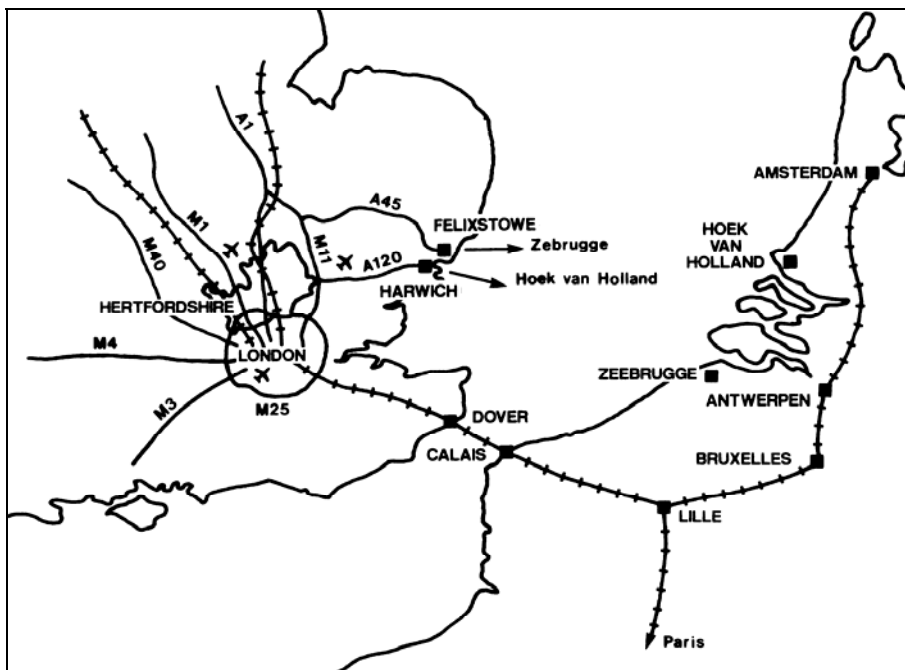 A1
M1
M40
A45
M11
A120
FELIXSTOWE
Zebrugge
HARWICH
Hoek van Holland
HERTFORDSHIRE
M4
LONDON
M3
M25
DOVER
CALAIS
AMSTERDAM
HOEK
VAN
HOLLAND
ZEEBRUGGE
ANTWERPEN
BRUXELLES
LILLE
Paris